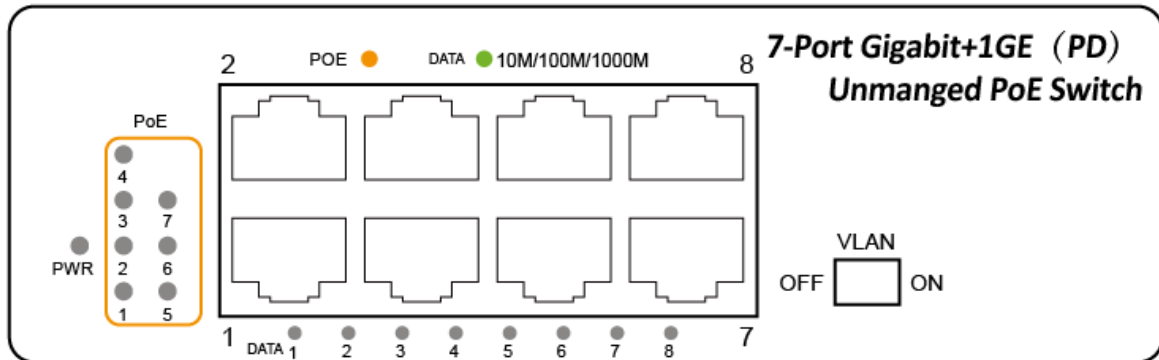 7-Port Gigabit+1GE（PD）
Unmanged PoE Switch
2 POE DATA 10M/100M/1000M 8
PoE
4
3 7
PWR 2 6
1 5
VLAN
OFF ON
1 7
DATA 1 2 3 4 5 6 7 8